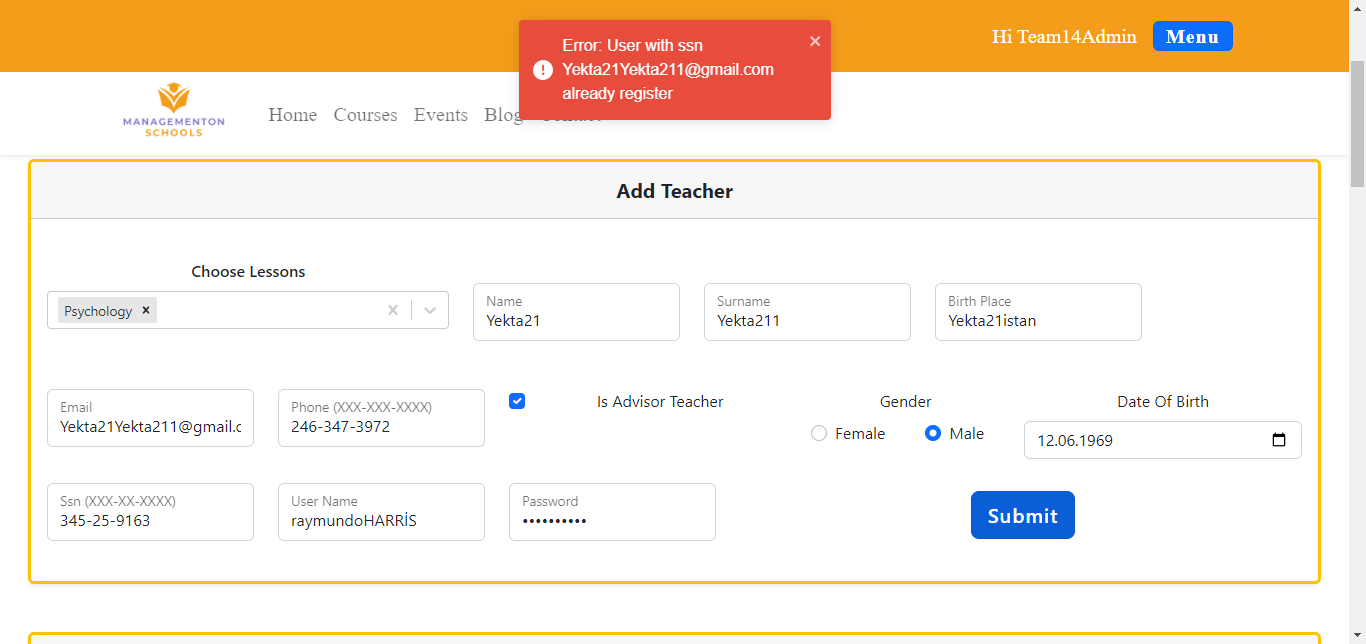 Hi Team14Admin
Menu
Error: User with ssn
Yekta21Yekta211@gmail.com
already register
MANAGEMENTON
SCHOOLS
Home
Courses
Events
Blog
Add Teacher
Choose Lessons
Psychology
Name
Yekta21
Surname
Yekta211
Birth Place
Yekta21istan
Email
Yekta21Yekta211@gmail.c
Phone (XXX-XXX-XXXX)
246-347-3972
Is Advisor Teacher
Gender
Female
Male
Date Of Birth
12.06.1969
Ssn (XXX-XX-XXXX)
345-25-9163
User Name
raymundoHARRİS
Password
••••••••••
Submit